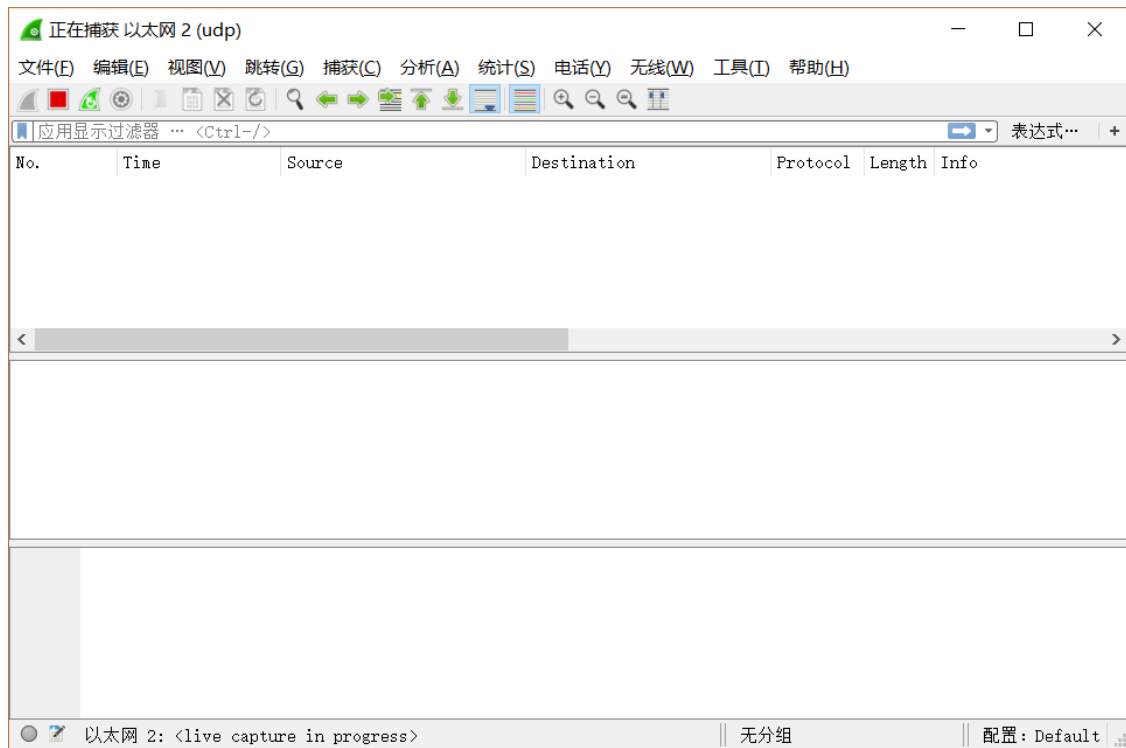 正在捕获 以太网 2 (udp)
文件(F) 编辑(E) 视图(V) 跳转(G) 捕获(C) 分析(A) 统计(S) 电话(Y) 无线(W) 工具(T) 帮助(H)
应用显示过滤器 … <Ctrl-/> 表达式… +
No. Time Source Destination Protocol Length Info
以太网 2: <live capture in progress> 无分组 配置: Default